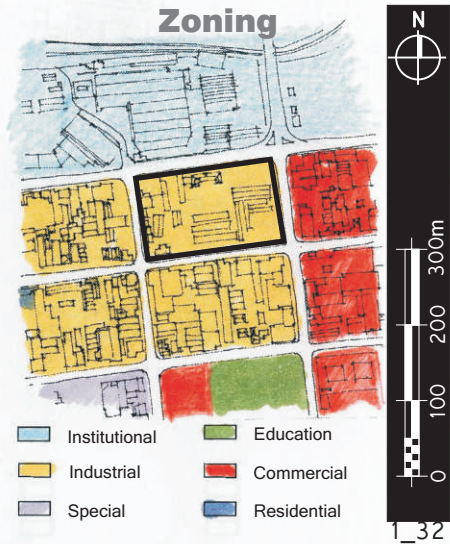 Zoning
N
300m
200
100
0
Institutional
Education
Industrial
Commercial
Special
Residential
1_32